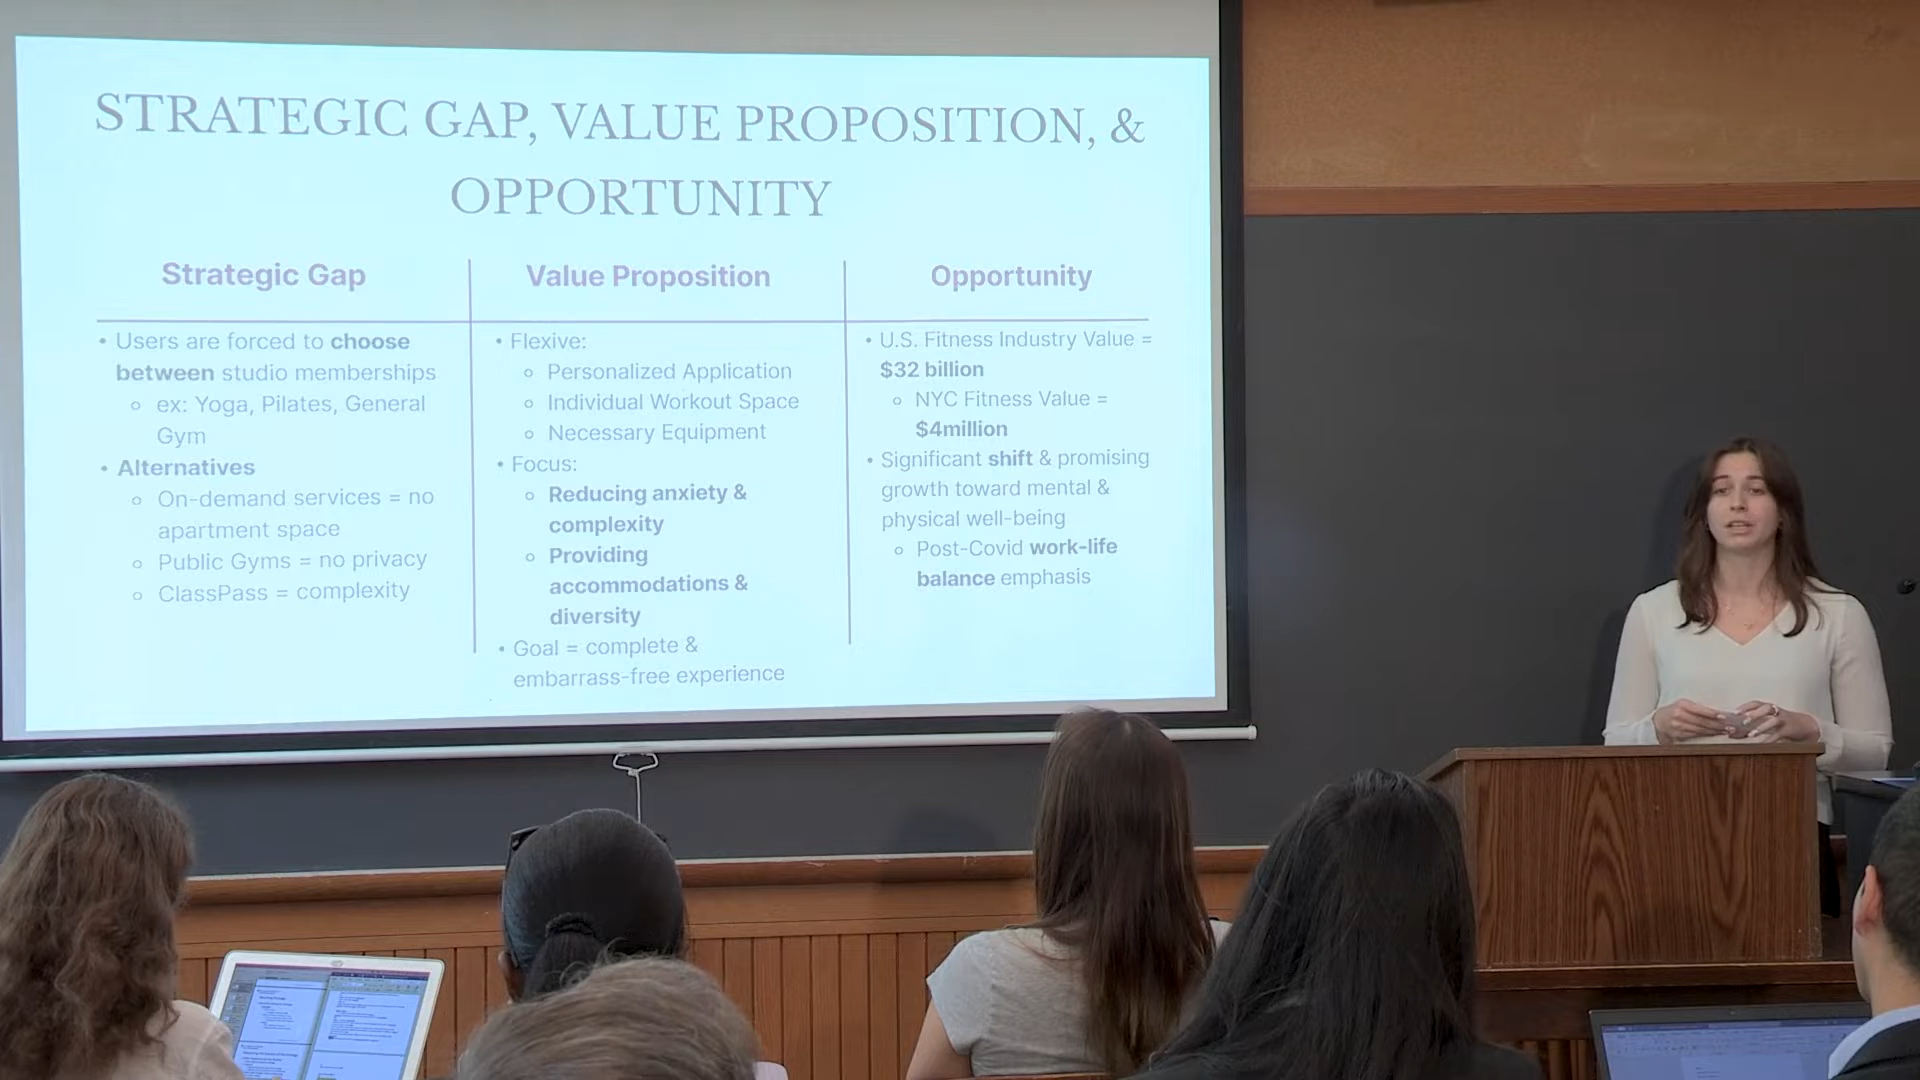 STRATEGIC GAP, VALUE PROPOSITION, &
OPPORTUNITY
Strategic Gap
• Users are forced to choose
between studio memberships
○ ex: Yoga, Pilates, General
Gym
• Alternatives
○ On-demand services = no
apartment space
○ Public Gyms = no privacy
○ ClassPass = complexity
Value Proposition
• Flexive:
○ Personalized Application
○ Individual Workout Space
○ Necessary Equipment
• Focus:
○ Reducing anxiety &
complexity
○ Providing
accommodations &
diversity
• Goal = complete &
embarrass-free experience
Opportunity
• U.S. Fitness Industry Value =
$32 billion
○ NYC Fitness Value =
$4million
• Significant shift & promising
growth toward mental &
physical well-being
○ Post-Covid work-life
balance emphasis